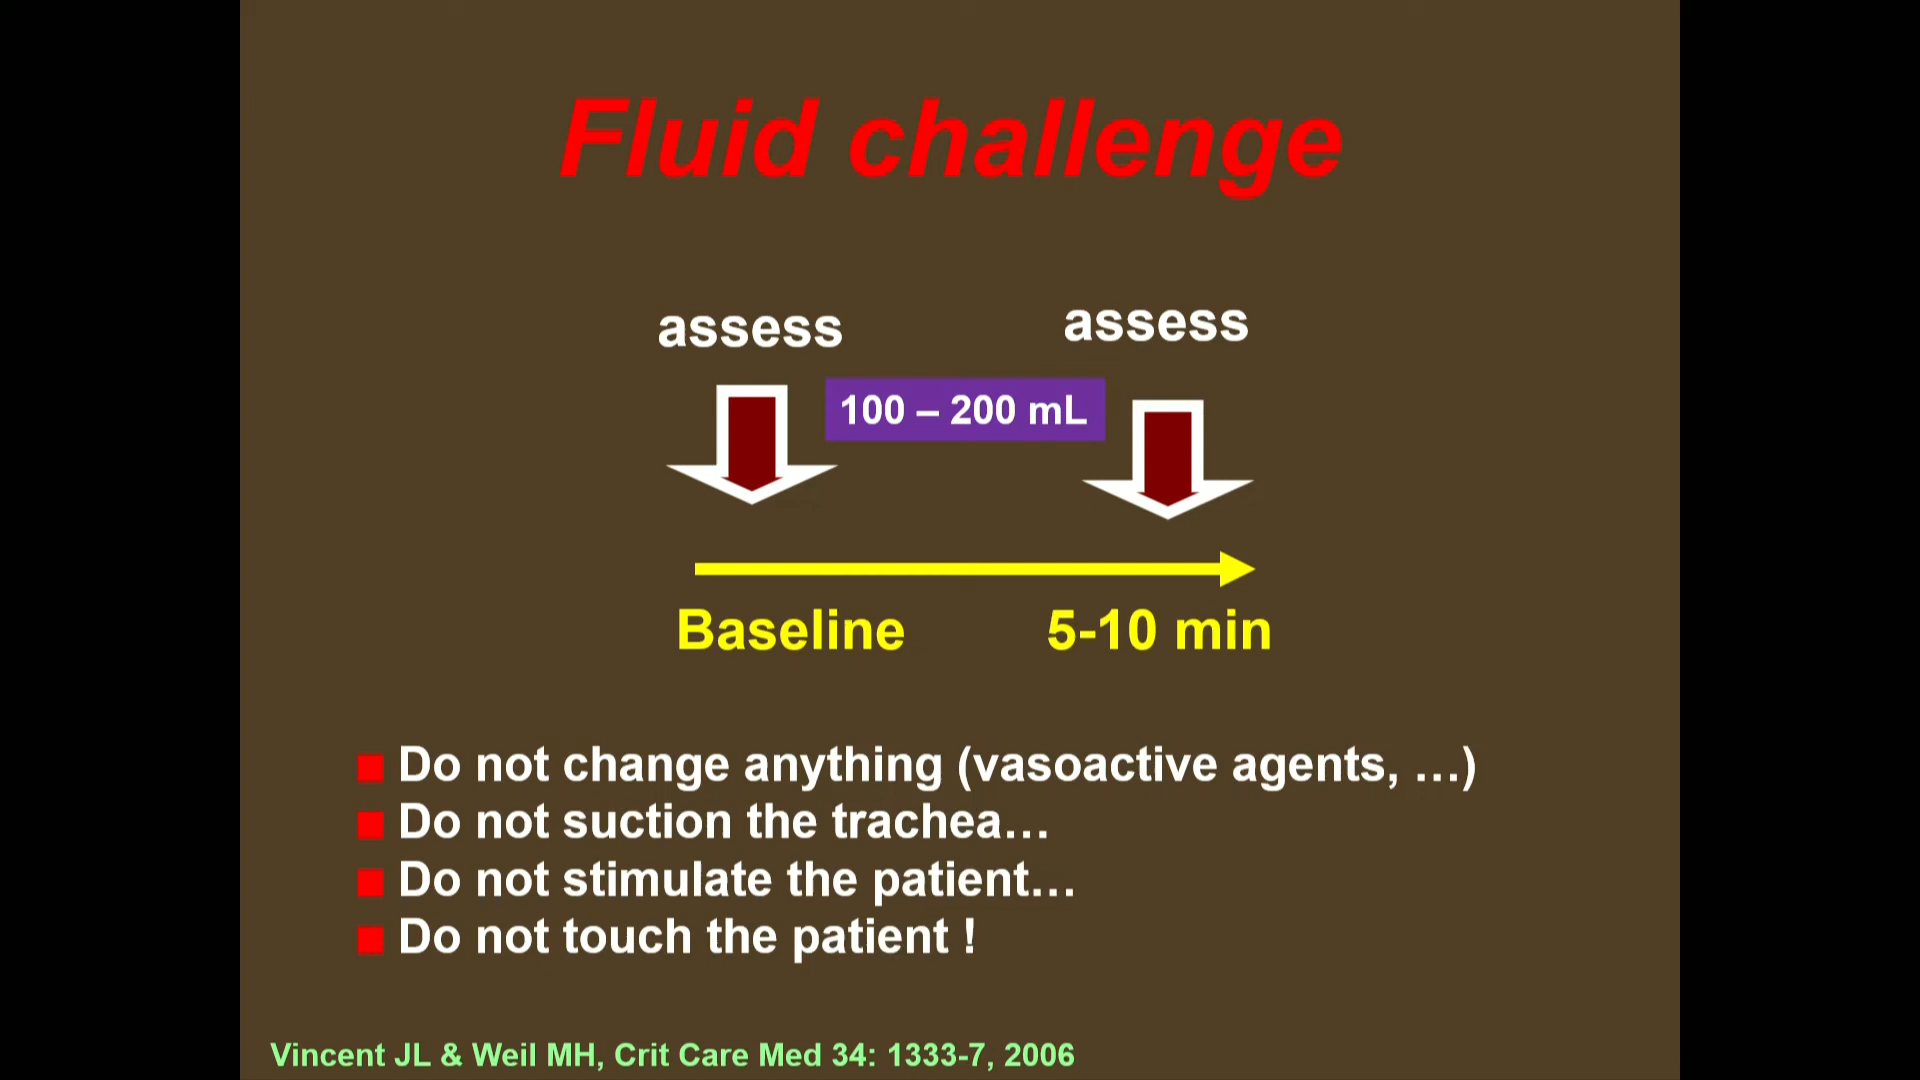 Fluid challenge
assess
assess
100 – 200 mL
Baseline
5-10 min
Do not change anything (vasoactive agents, …)
Do not suction the trachea…
Do not stimulate the patient…
Do not touch the patient !
Vincent JL & Weil MH, Crit Care Med 34: 1333-7, 2006